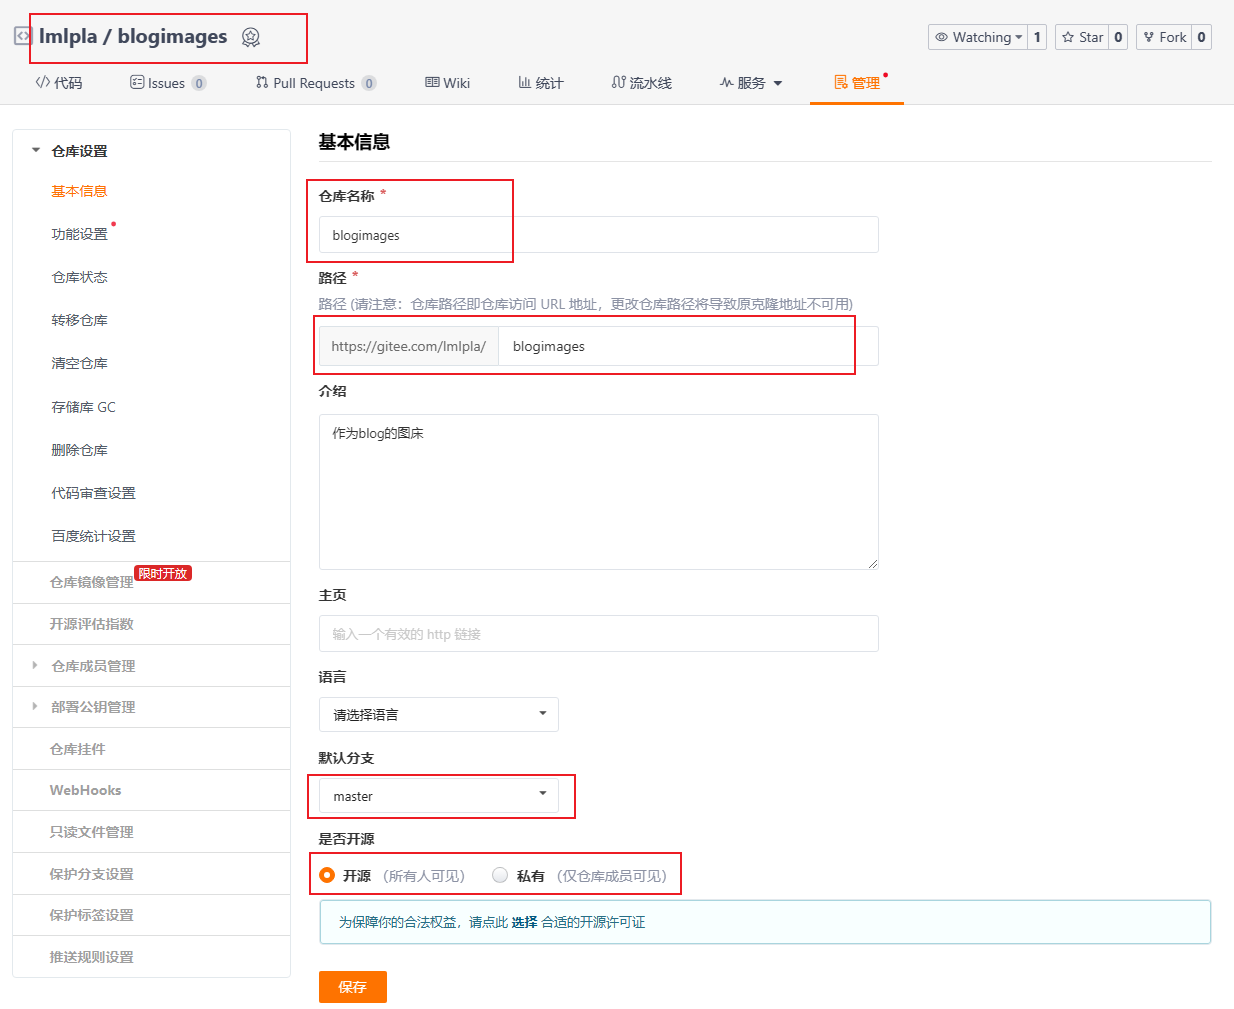 lmlpla / blogimages
Watching 1 Star 0 Fork 0
代码 Issues 0 Pull Requests 0 Wiki 统计 流水线 服务 管理
仓库设置
基本信息
功能设置
仓库状态
转移仓库
清空仓库
存储库 GC
删除仓库
代码审查设置
百度统计设置
仓库镜像管理 限时开放
开源评估指数
仓库成员管理
部署公钥管理
仓库挂件
WebHooks
只读文件管理
保护分支设置
保护标签设置
推送规则设置
基本信息
仓库名称 *
blogimages
路径 *
路径 (请注意：仓库路径即仓库访问 URL 地址，更改仓库路径将导致原克隆地址不可用)
https://gitee.com/lmlpla/ blogimages
介绍
作为blog的图床
主页
输入一个有效的 http 链接
语言
请选择语言
默认分支
master
是否开源
开源 （所有人可见） 私有 （仅仓库成员可见）
为保障你的合法权益，请点此 选择 合适的开源许可证
保存